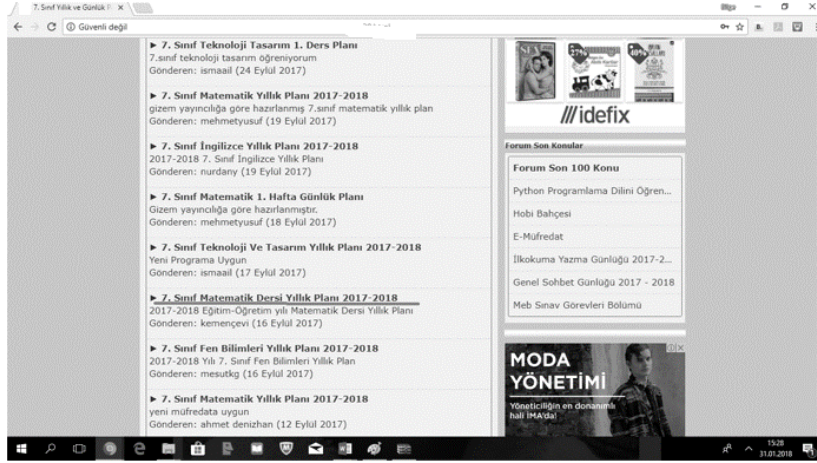 7. Sınıf Yıllık ve Günlük P
Bilge
Güvenli değil
► 7. Sınıf Teknoloji Tasarım 1. Ders Planı
7.sınıf teknoloji tasarım öğreniyorum
Gönderen: ismaail (24 Eylül 2017)
► 7. Sınıf Matematik Yıllık Planı 2017-2018
gizem yayıncılığa göre hazırlanmış 7.sınıf matematik yıllık plan
Gönderen: mehmetyusuf (19 Eylül 2017)
► 7. Sınıf İngilizce Yıllık Planı 2017-2018
2017-2018 7. Sınıf İngilizce Yıllık Planı
Gönderen: nurdany (19 Eylül 2017)
► 7. Sınıf Matematik 1. Hafta Günlük Planı
Gizem yayıncılığa göre hazırlanmıştır.
Gönderen: mehmetyusuf (18 Eylül 2017)
► 7. Sınıf Teknoloji Ve Tasarım Yıllık Planı 2017-2018
Yeni Programa Uygun
Gönderen: ismaail (17 Eylül 2017)
► 7. Sınıf Matematik Dersi Yıllık Planı 2017-2018
2017-2018 Eğitim-Öğretim yılı Matematik Dersi Yıllık Planı
Gönderen: kemençevi (16 Eylül 2017)
► 7. Sınıf Fen Bilimleri Yıllık Planı 2017-2018
2017-2018 Yılı 7. Sınıf Fen Bilimleri Yıllık Plan
Gönderen: mesutkg (16 Eylül 2017)
► 7. Sınıf Matematik Yıllık Planı 2017-2018
yeni müfredata uygun
Gönderen: ahmet denizhan (12 Eylül 2017)
%27
%40
idefix
Forum Son Konular
Forum Son 100 Konu
Python Programlama Dilini Öğren...
Hobi Bahçesi
E-Müfredat
İlkokuma Yazma Günlüğü 2017-2...
Genel Sohbet Günlüğü 2017 - 2018
Meb Sınav Görevleri Bölümü
MODA
YÖNETİMİ
Yöneticiliğin en donanımlı
hali IMA'da!
15:28
31.01.2018